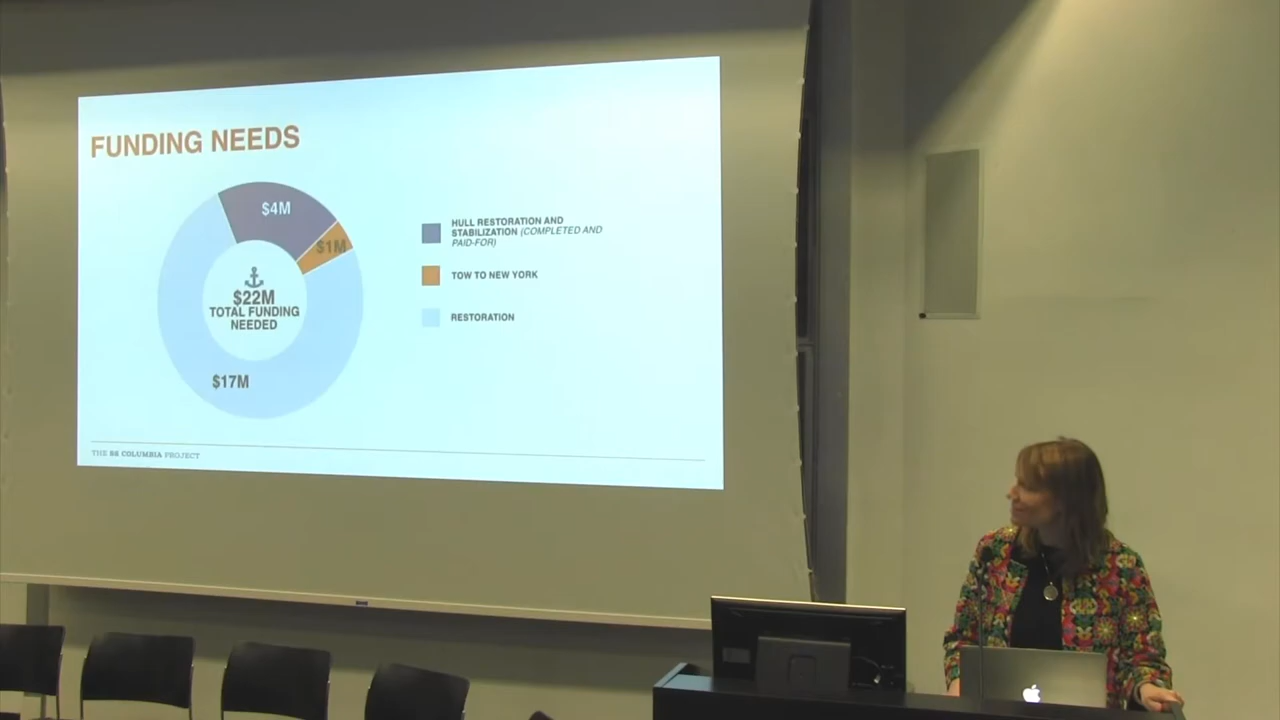 FUNDING NEEDS
$4M
$1M
$22M
TOTAL FUNDING
NEEDED
$17M
HULL RESTORATION AND
STABILIZATION (COMPLETED AND
PAID-FOR)
TOW TO NEW YORK
RESTORATION
THE SS COLUMBIA PROJECT